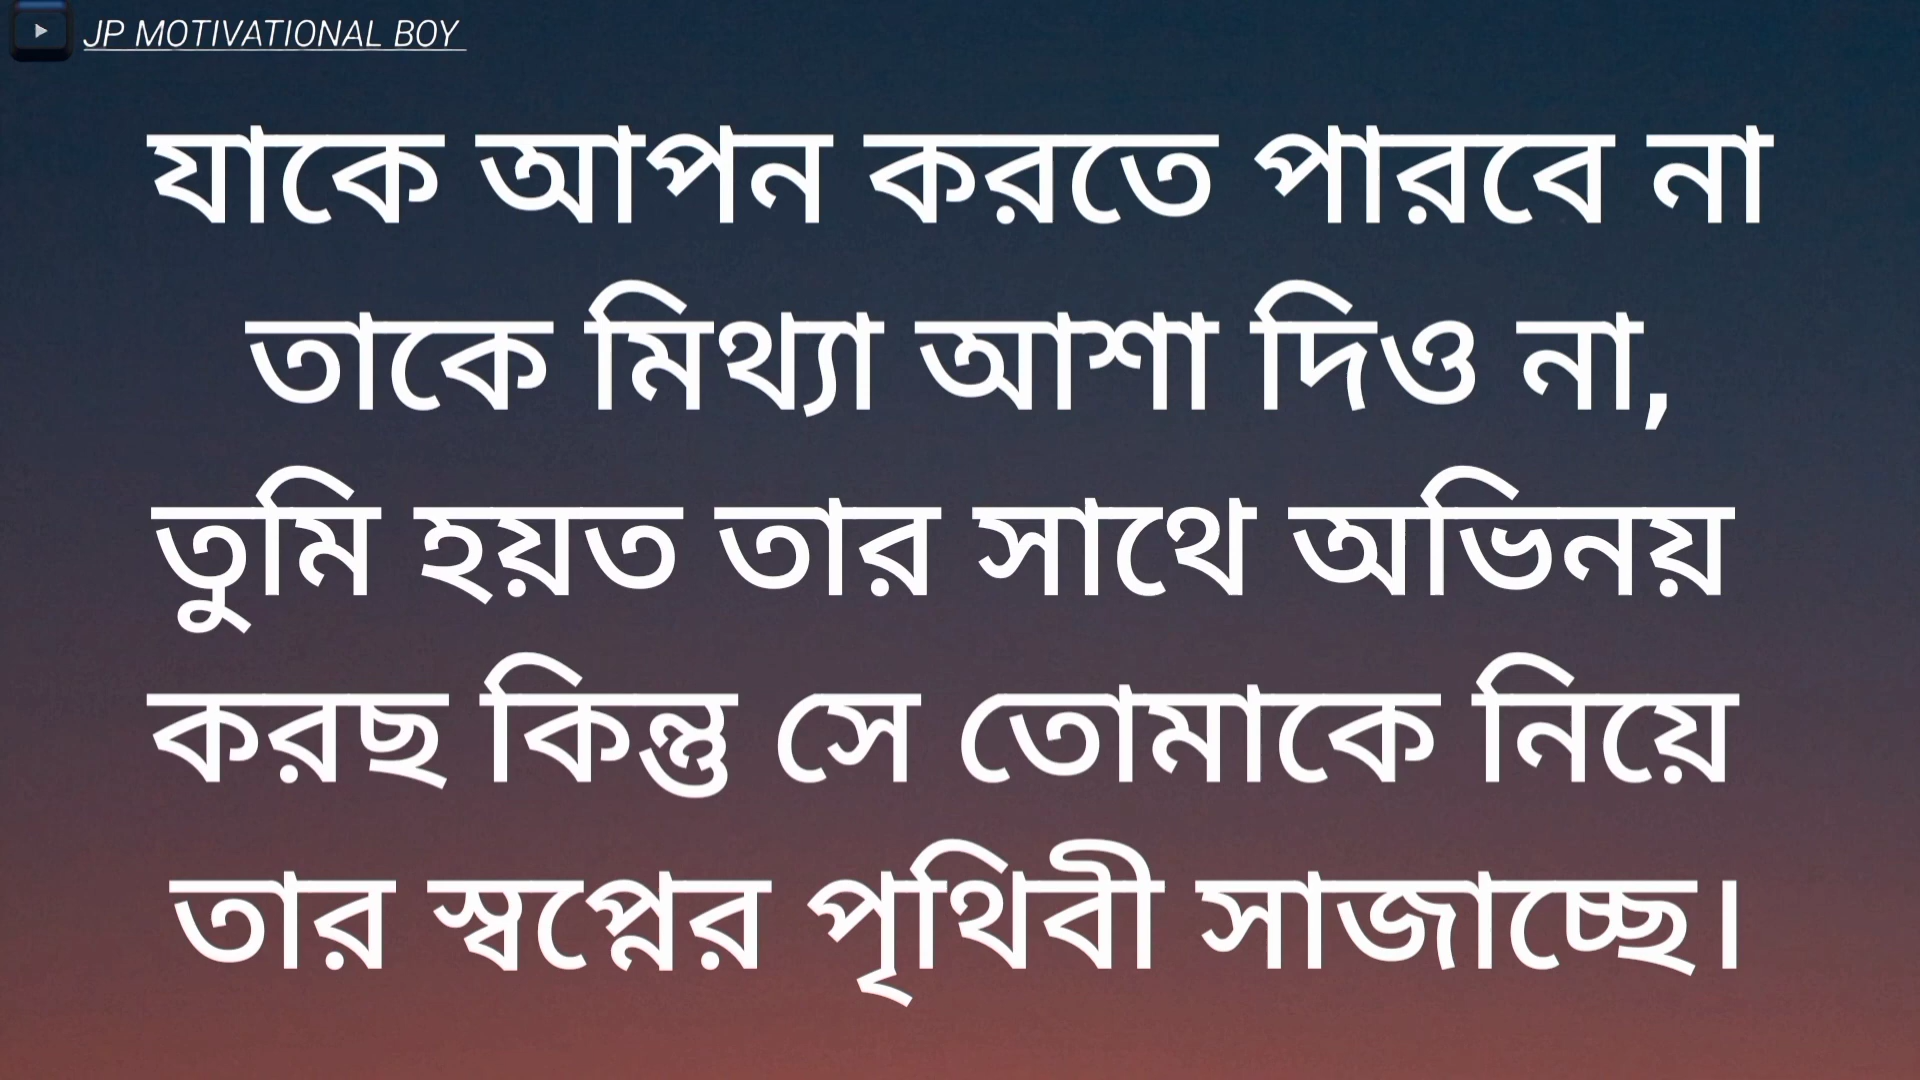 JP MOTIVATIONAL BOY
যাকে আপন করতে পারবে না
তাকে মিথ্যা আশা দিও না,
তুমি হয়ত তার সাথে অভিনয়
করছ কিন্তু সে তোমাকে নিয়ে
তার স্বপ্নের পৃথিবী সাজাচ্ছে।